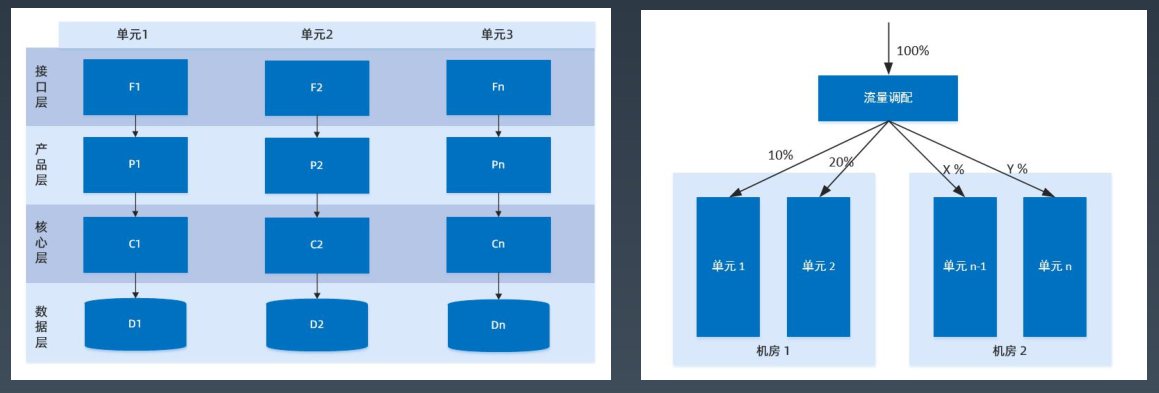 单元1 单元2 单元3
接口层
F1 F2 Fn
产品层
P1 P2 Pn
核心层
C1 C2 Cn
数据层
D1 D2 Dn
100%
流量调配
10% 20% X % Y %
单元 1 单元 2 单元 n-1 单元 n
机房 1 机房 2